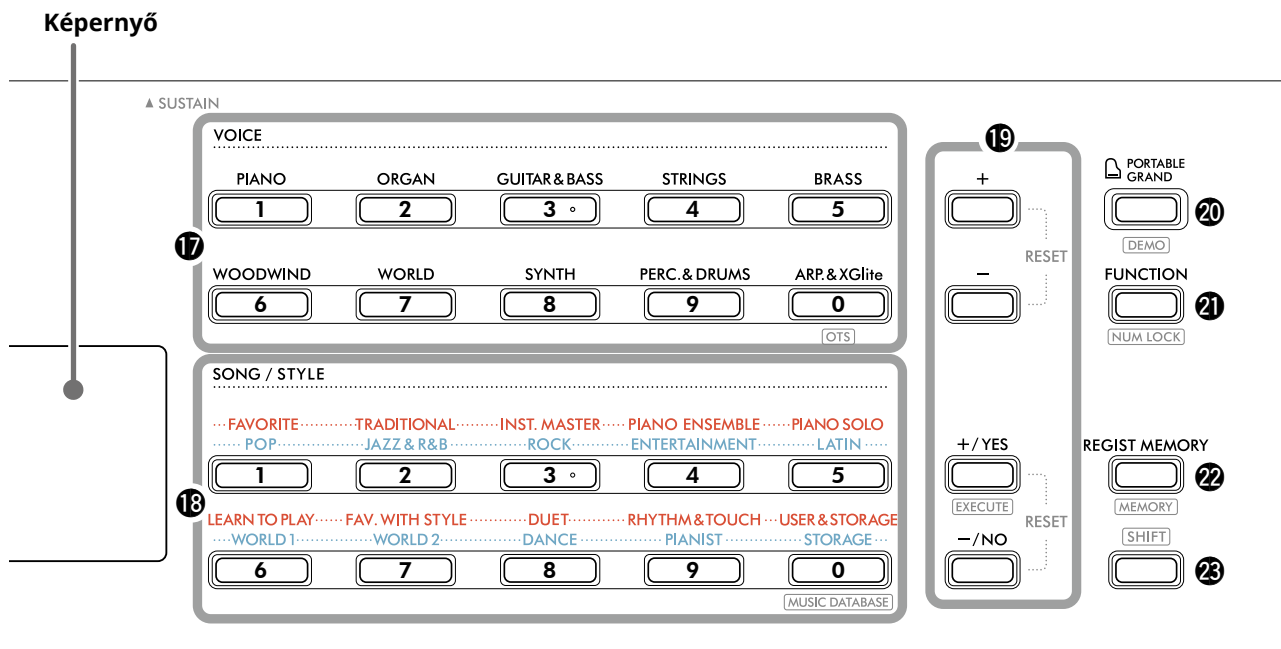 Képernyő
▲ SUSTAIN
VOICE
PIANO ORGAN GUITAR & BASS STRINGS BRASS
1 2 3 4 5
⓱
WOODWIND WORLD SYNTH PERC. & DRUMS ARP. & XGlite
6 7 8 9 0
OTS
SONG / STYLE
FAVORITE TRADITIONAL INST. MASTER PIANO ENSEMBLE PIANO SOLO
POP JAZZ & R&B ROCK ENTERTAINMENT LATIN
1 2 3 4 5
⓲
LEARN TO PLAY FAV. WITH STYLE DUET RHYTHM & TOUCH USER & STORAGE
WORLD 1 WORLD 2 DANCE PIANIST STORAGE
6 7 8 9 0
MUSIC DATABASE
⓳
+
RESET
−
+/YES
EXECUTE
RESET
−/NO
PORTABLE
GRAND
⓴
DEMO
FUNCTION
㉑
NUM LOCK
REGIST MEMORY
㉒
MEMORY
SHIFT
㉓